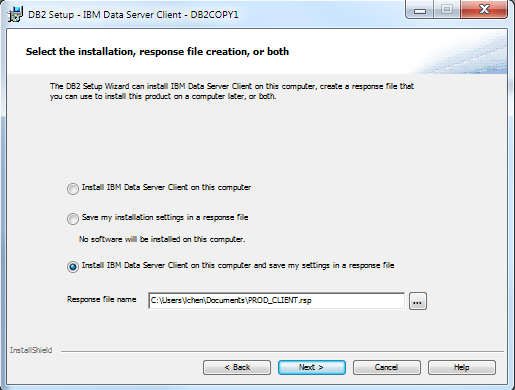 DB2 Setup - IBM Data Server Client - DB2COPY1
Select the installation, response file creation, or both
The DB2 Setup Wizard can install IBM Data Server Client on this computer, create a response file that
you can use to install this product on a computer later, or both.
Install IBM Data Server Client on this computer
Save my installation settings in a response file
No software will be installed on this computer.
Install IBM Data Server Client on this computer and save my settings in a response file
Response file name C:\Users\lchen\Documents\PROD_CLIENT.rsp ...
InstallShield
< Back Next > Cancel Help